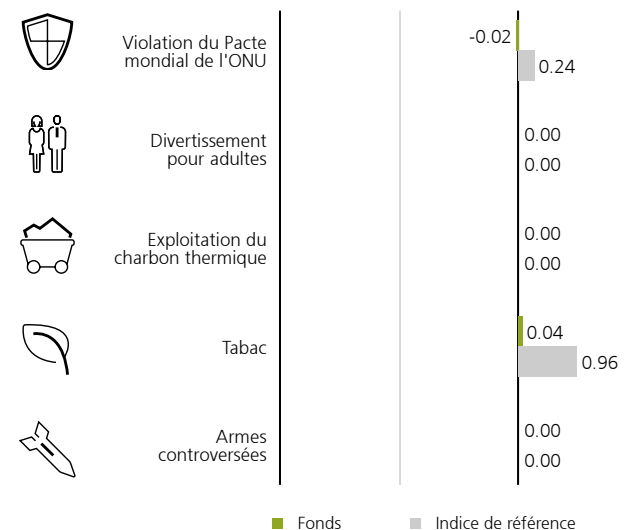 Violation du Pacte
mondial de l'ONU
-0.02
0.24
Divertissement
pour adultes
0.00
0.00
Exploitation du
charbon thermique
0.00
0.00
Tabac
0.04
0.96
Armes
controversées
0.00
0.00
Fonds
Indice de référence